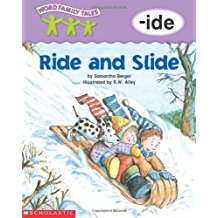 WORD FAMILY TALES
-ide
Ride and Slide
by Samantha Berger
Illustrated by R.W. Alley
SCHOLASTIC